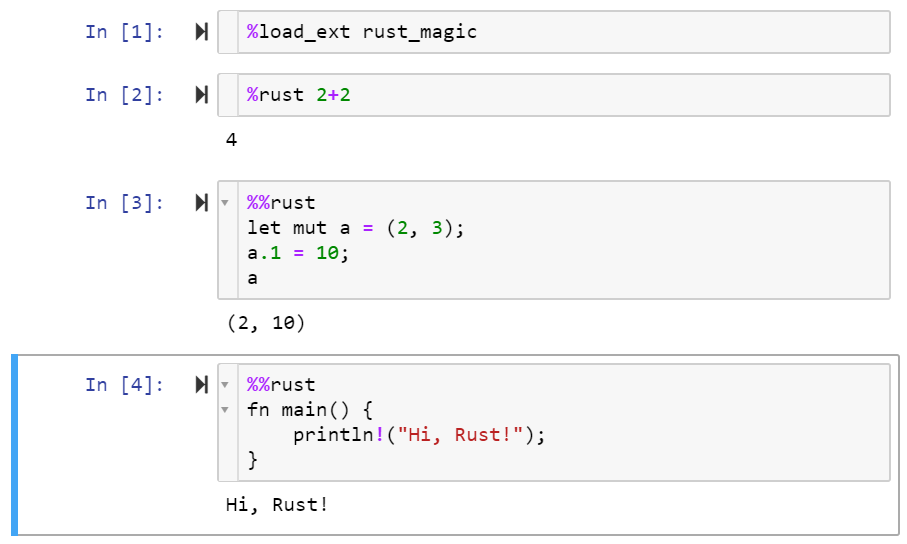 In [1]: %load_ext rust_magic
In [2]: %rust 2+2
4
In [3]: %%rust
let mut a = (2, 3);
a.1 = 10;
a
(2, 10)
In [4]: %%rust
fn main() {
    println!("Hi, Rust!");
}
Hi, Rust!